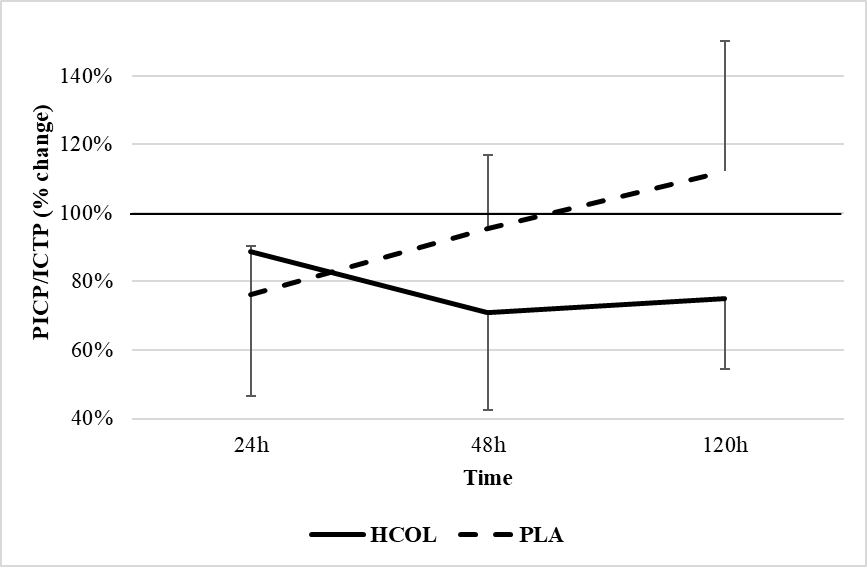 140%
120%
100%
80%
60%
40%
PICP/ICTP (% change)
24h 48h 120h
Time
HCOL PLA